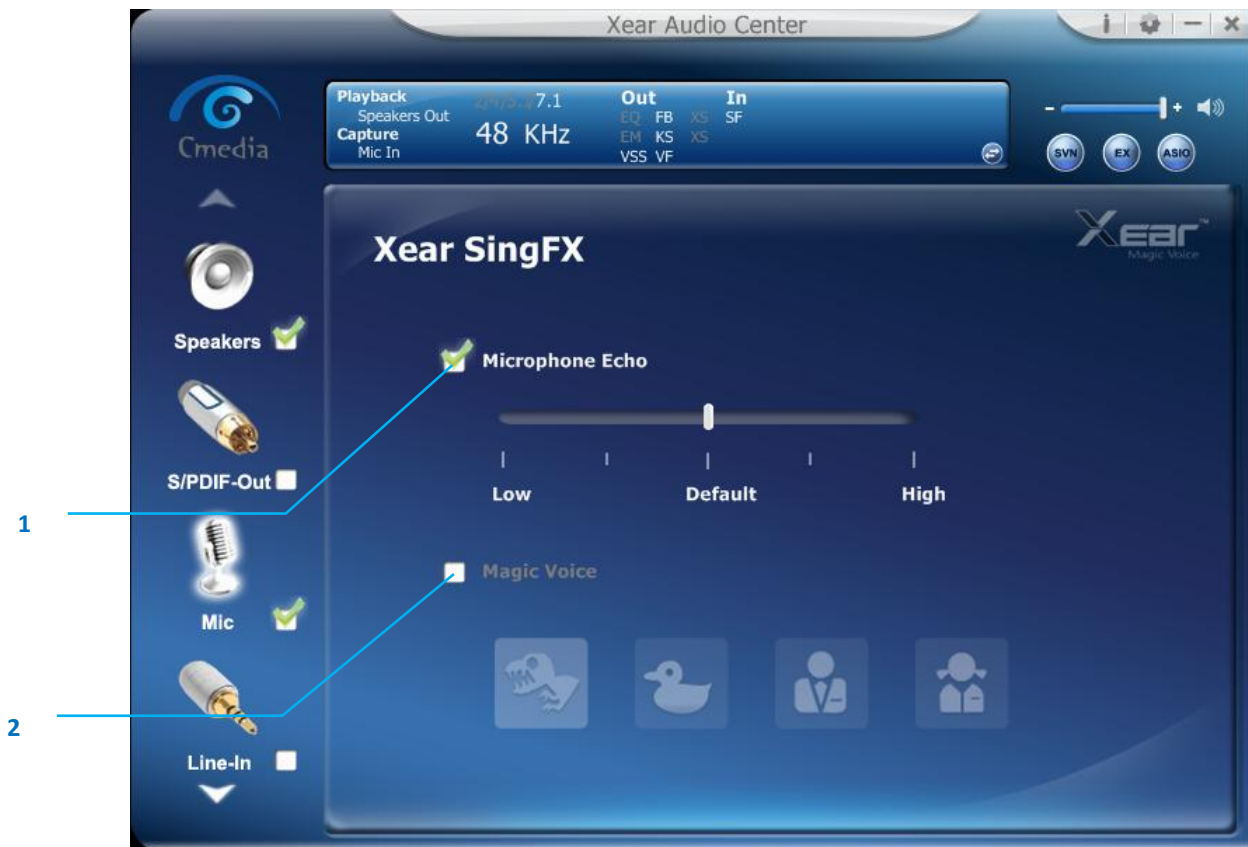 Xear Audio Center
i
Cmedia
Playback
Speakers Out
Capture
Mic In
7.1
48 KHz
Out In
EQ FB XS SF
EM KS XS
VSS VF
- +
SVN EX ASIO
Xear SingFX
Xear™
Magic Voice
Speakers
Microphone Echo
Low Default High
S/PDIF-Out
1
Magic Voice
Mic
2
Line-In